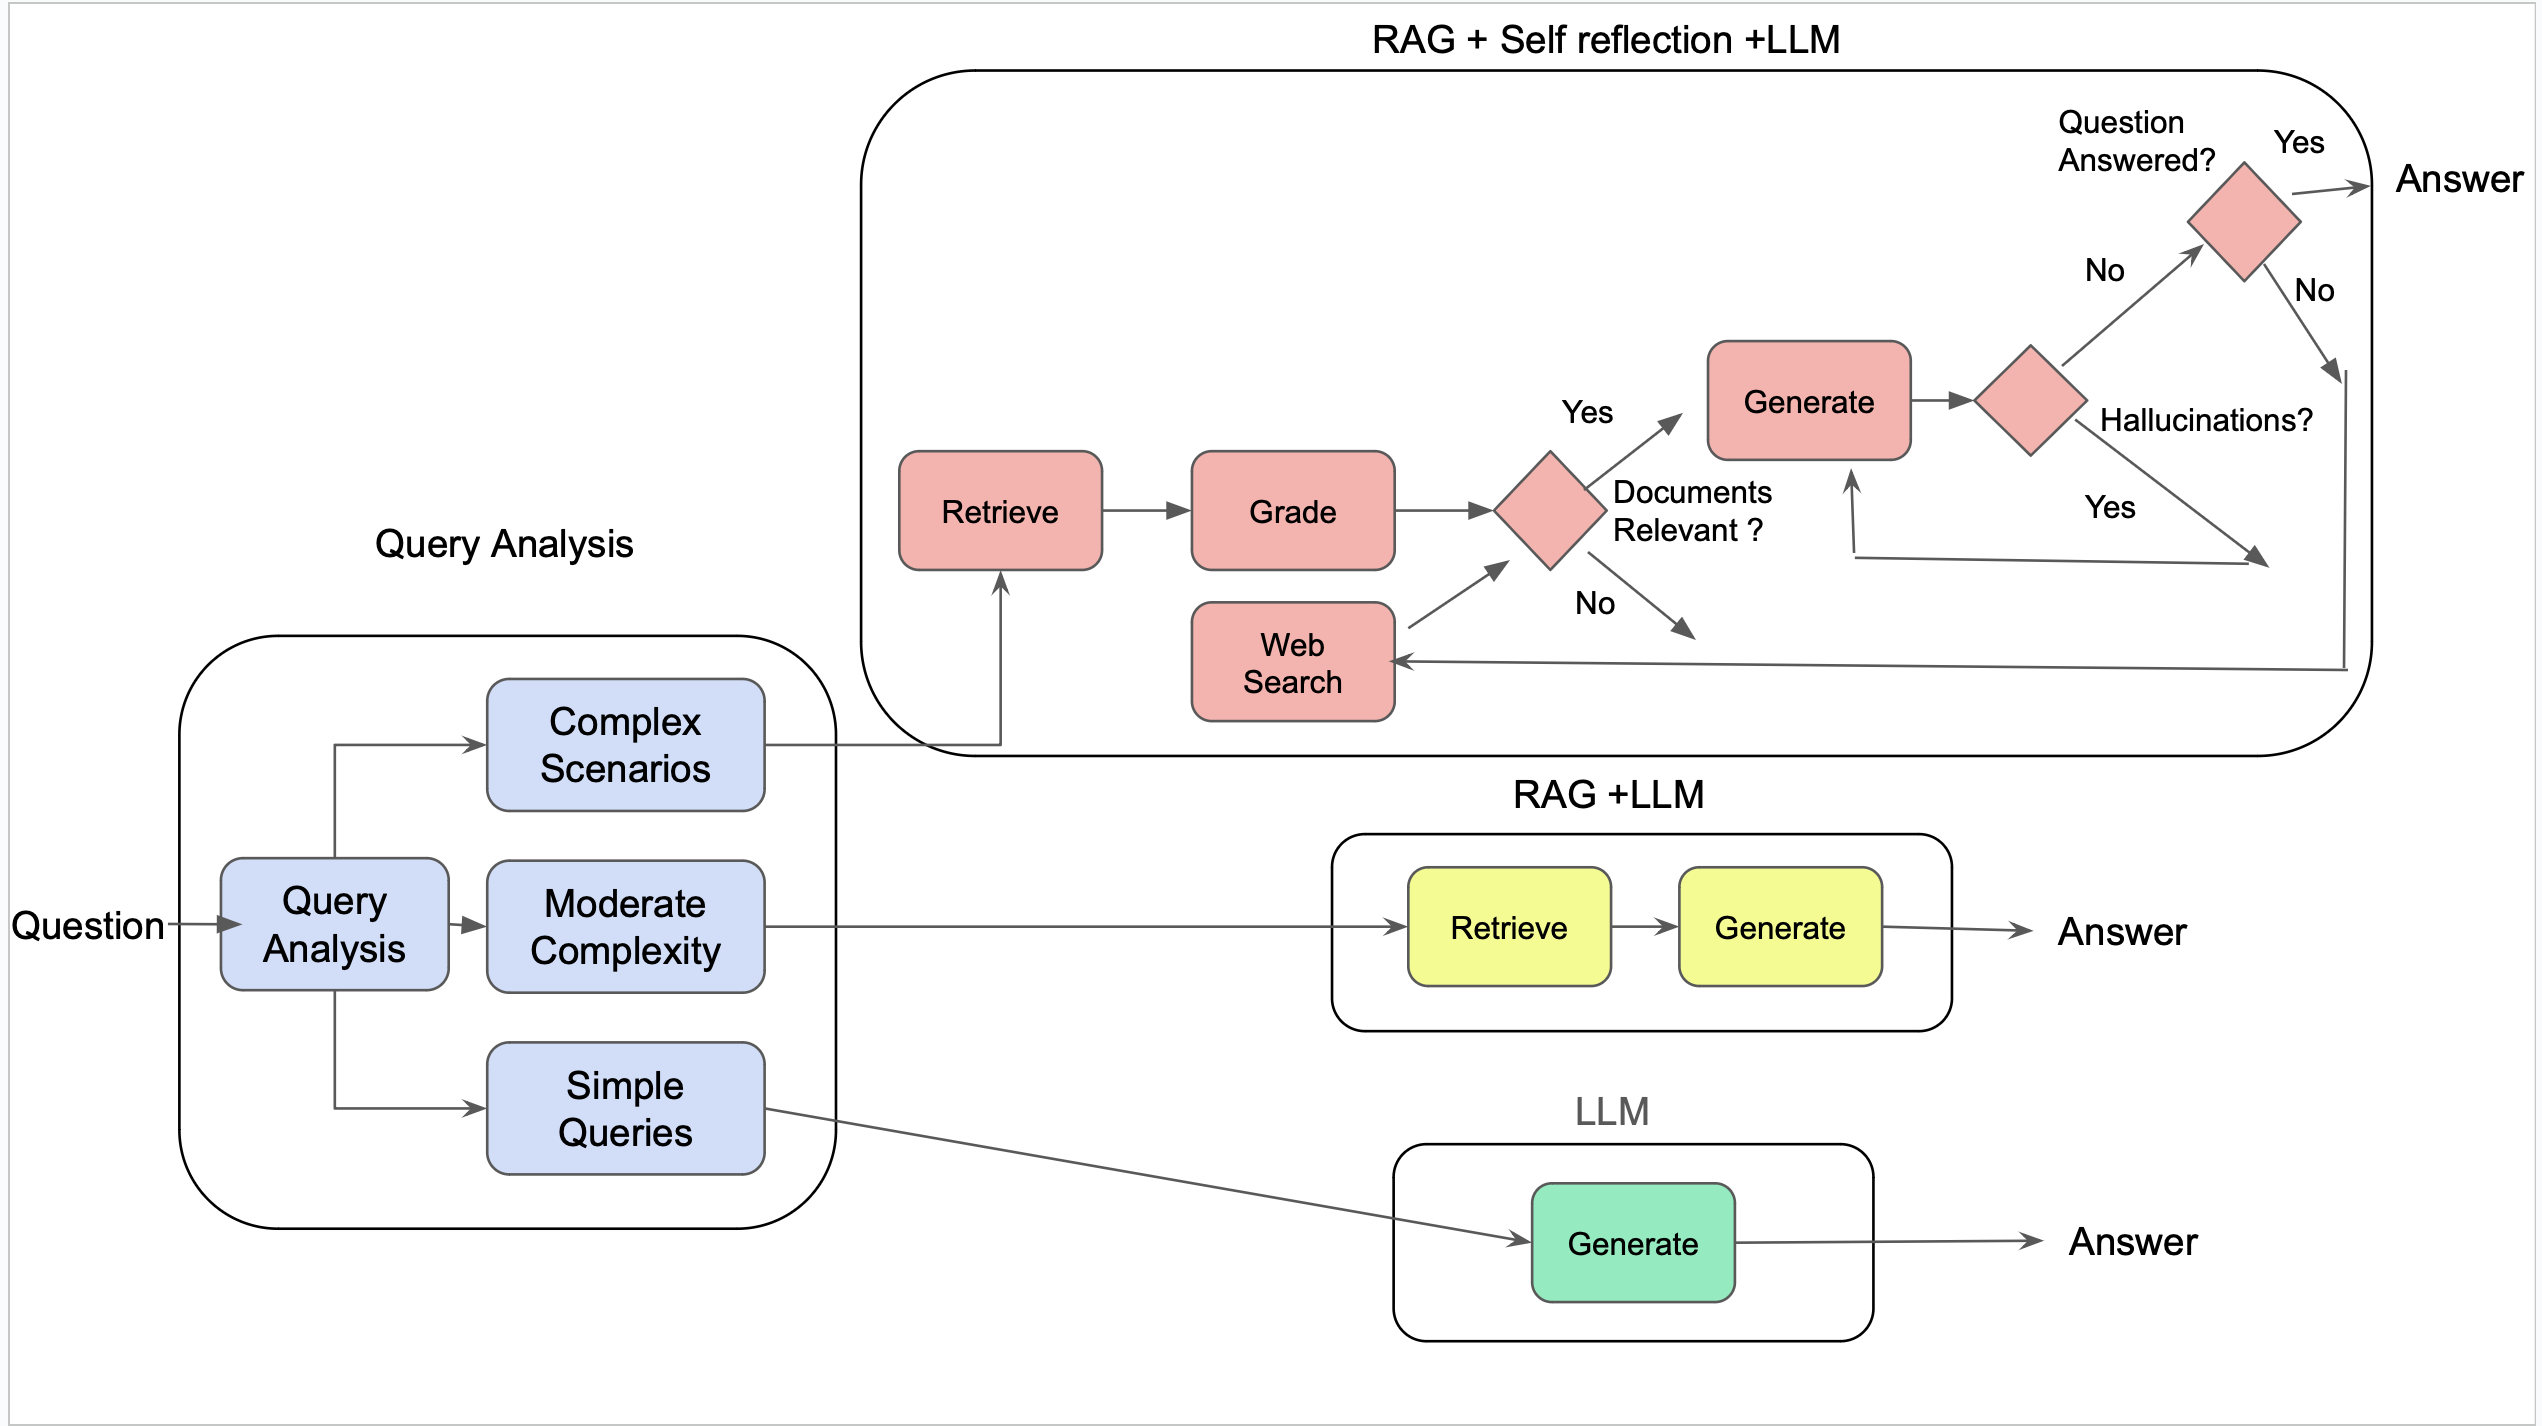 RAG + Self reflection +LLM
Question
Answered?
Yes
Answer
No
No
Generate
Hallucinations?
Yes
Yes
Retrieve
Grade
Documents
Relevant ?
No
Web
Search
Query Analysis
Complex
Scenarios
Question
Query
Analysis
Moderate
Complexity
Simple
Queries
RAG +LLM
Retrieve
Generate
Answer
LLM
Generate
Answer